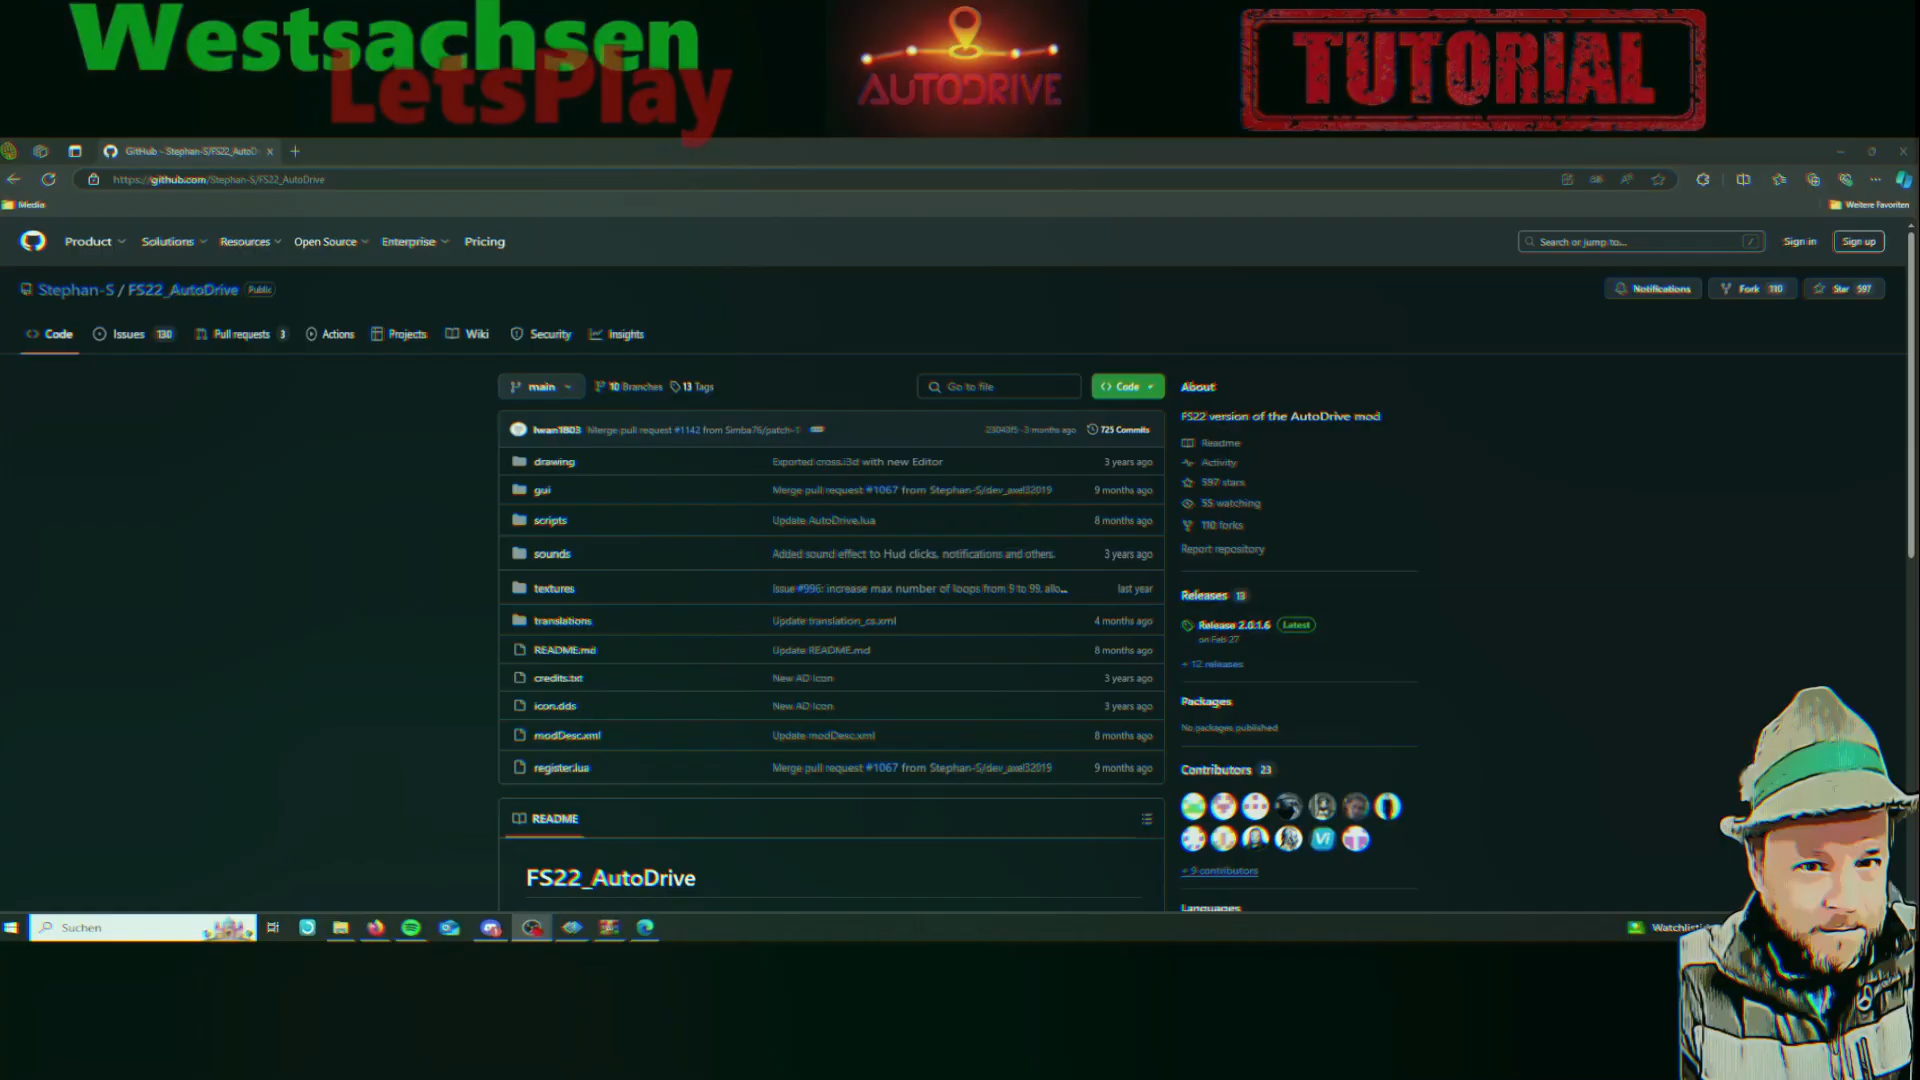 Westsachsen
LetsPlay
AUTODRIVE
TUTORIAL
GitHub - Stephan-S/FS22_AutoD
https://github.com/Stephan-S/FS22_AutoDrive
Media
Weitere Favoriten
Product
Solutions
Resources
Open Source
Enterprise
Pricing
Search or jump to...
/
Sign in
Sign up
Stephan-S / FS22_AutoDrive Public
Notifications
Fork 110
Star 597
Code
Issues 130
Pull requests 3
Actions
Projects
Wiki
Security
Insights
main
10 Branches
13 Tags
Go to file
Code
Iwan1803 Merge pull request #1142 from Simba76/patch-1
3 months ago
725 Commits
drawing Exported cross.i3d with new Editor 3 years ago
gui Merge pull request #1067 from Stephan-S/dev_axel32019 9 months ago
scripts Update AutoDrive.lua 8 months ago
sounds Added sound effect to Hud clicks, notifications and others. 3 years ago
textures Issue #996: increase max number of loops from 9 to 99, allo... last year
translations Update translation_cs.xml 4 months ago
README.md Update README.md 8 months ago
credits.txt New AD Icon 3 years ago
icon.dds New AD Icon 3 years ago
modDesc.xml Update modDesc.xml 8 months ago
register.lua Merge pull request #1067 from Stephan-S/dev_axel32019 9 months ago
README
FS22_AutoDrive
About
FS22 version of the AutoDrive mod
Readme
Activity
597 stars
55 watching
110 forks
Report repository
Releases 13
Release 2.0.1.6 Latest
on Feb 27
+ 12 releases
Packages
No packages published
Contributors 23
Vi
+ 9 contributors
Languages
Suchen